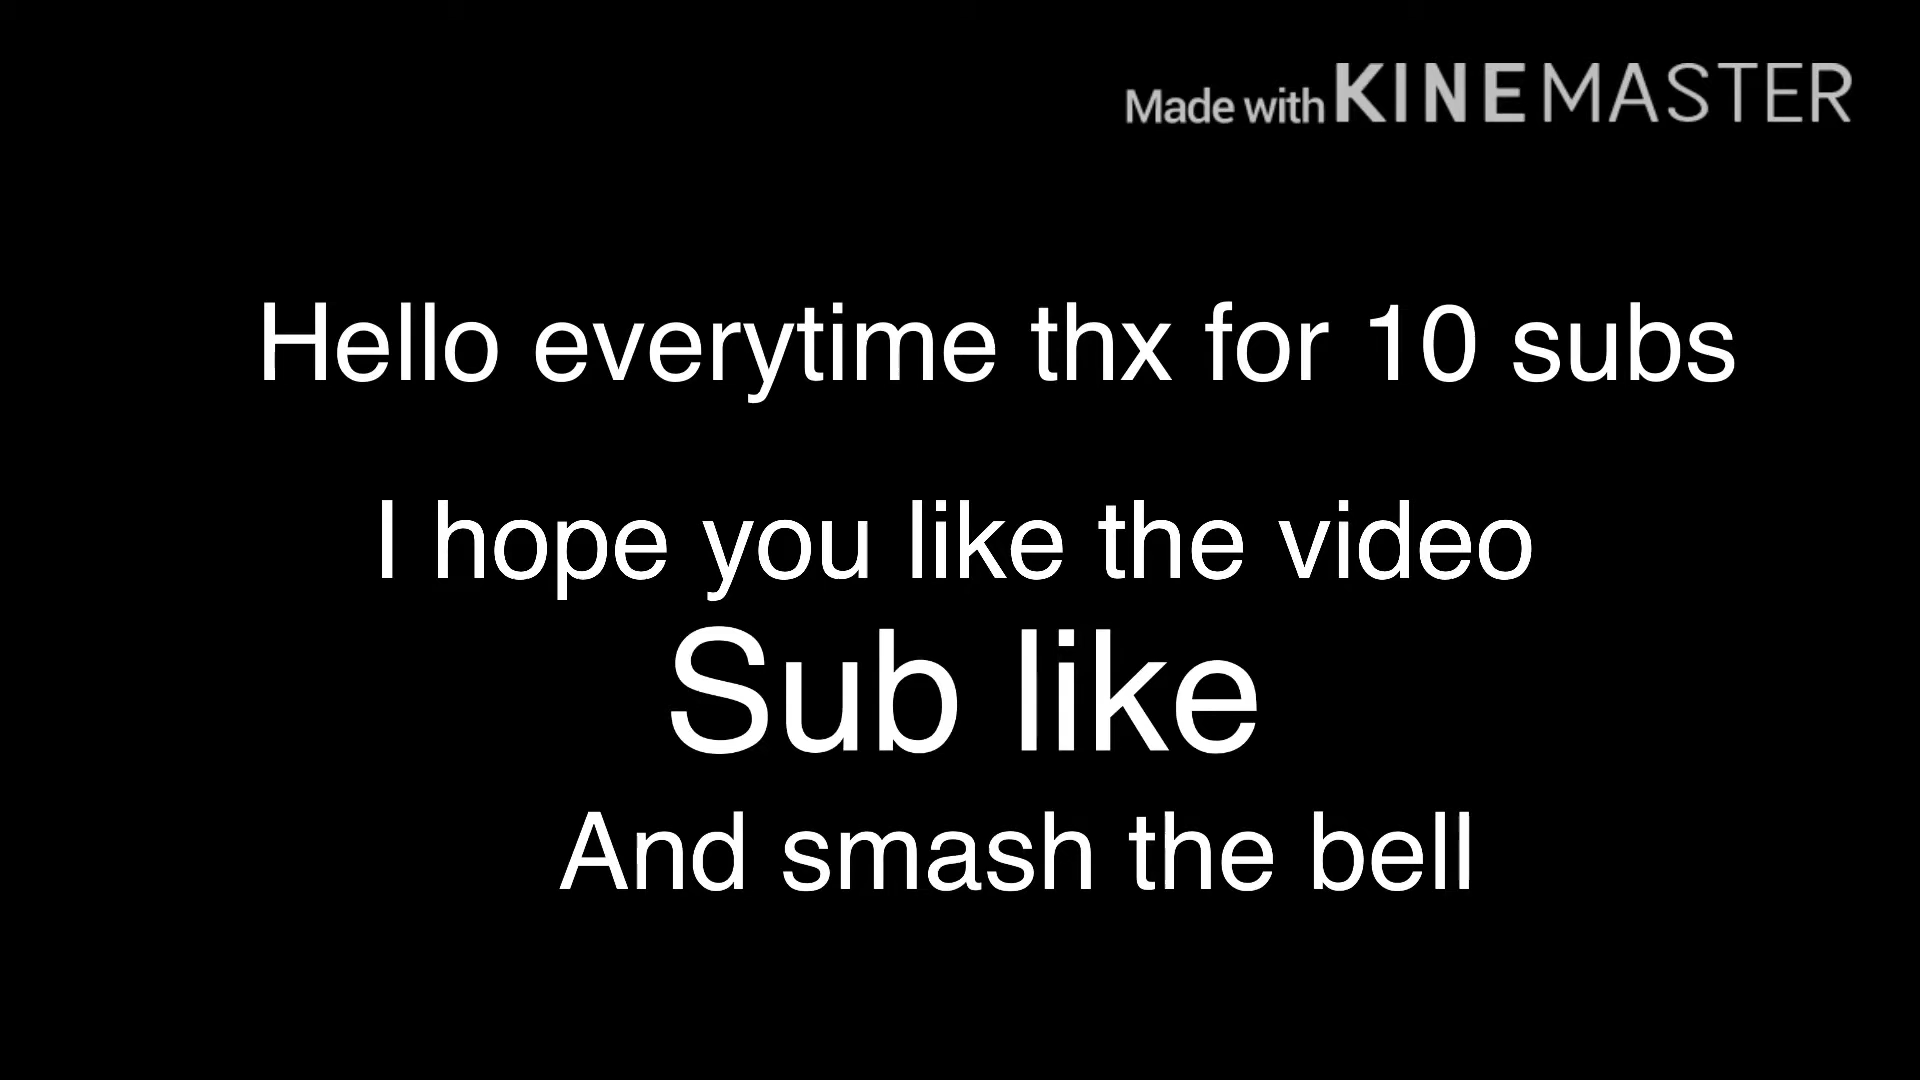 Made with KINEMASTER
Hello everytime thx for 10 subs
I hope you like the video
Sub like
And smash the bell